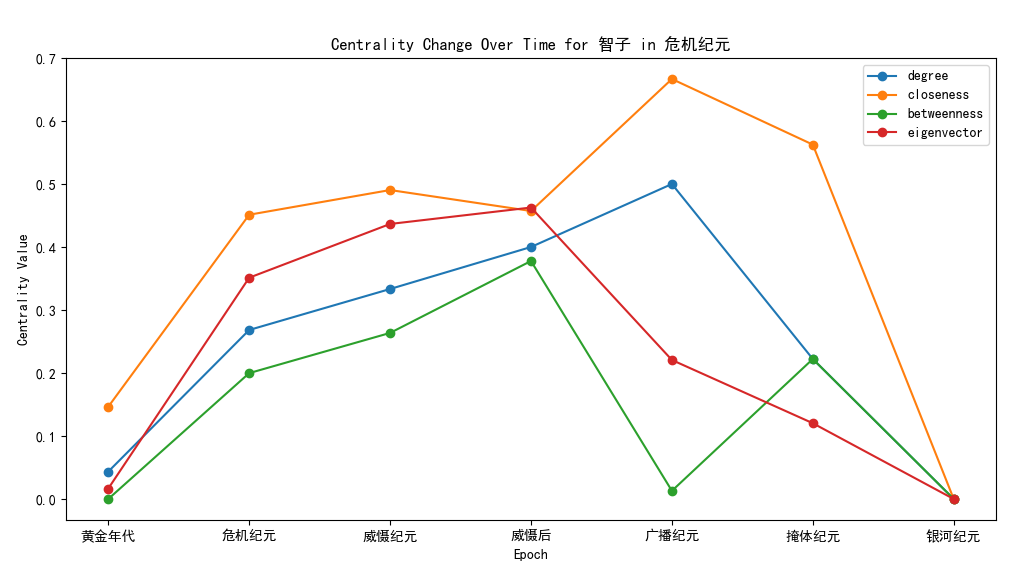 Centrality Change Over Time for 智子 in 危机纪元
0.7
0.6
0.5
0.4
0.3
0.2
0.1
0.0
Centrality Value
degree
closeness
betweenness
eigenvector
黄金年代 危机纪元 威慑纪元 威慑后 广播纪元 掩体纪元 银河纪元
Epoch